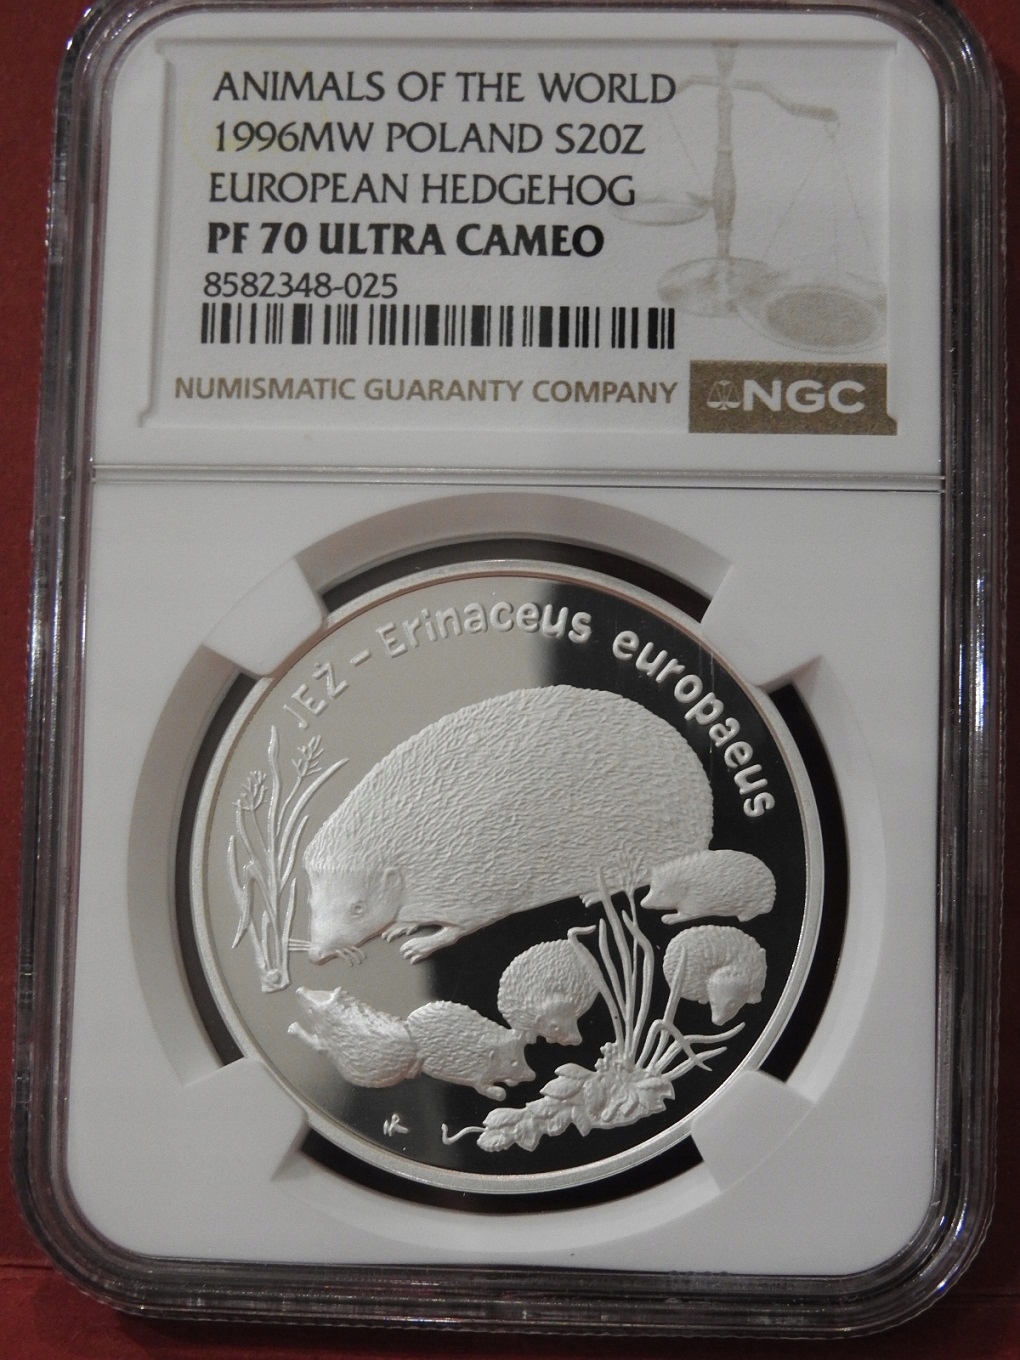 ANIMALS OF THE WORLD
1996MW POLAND S20Z
EUROPEAN HEDGEHOG
PF 70 ULTRA CAMEO
8582348-025
NUMISMATIC GUARANTY COMPANY NGC
JEŻ - Erinaceus europaeus